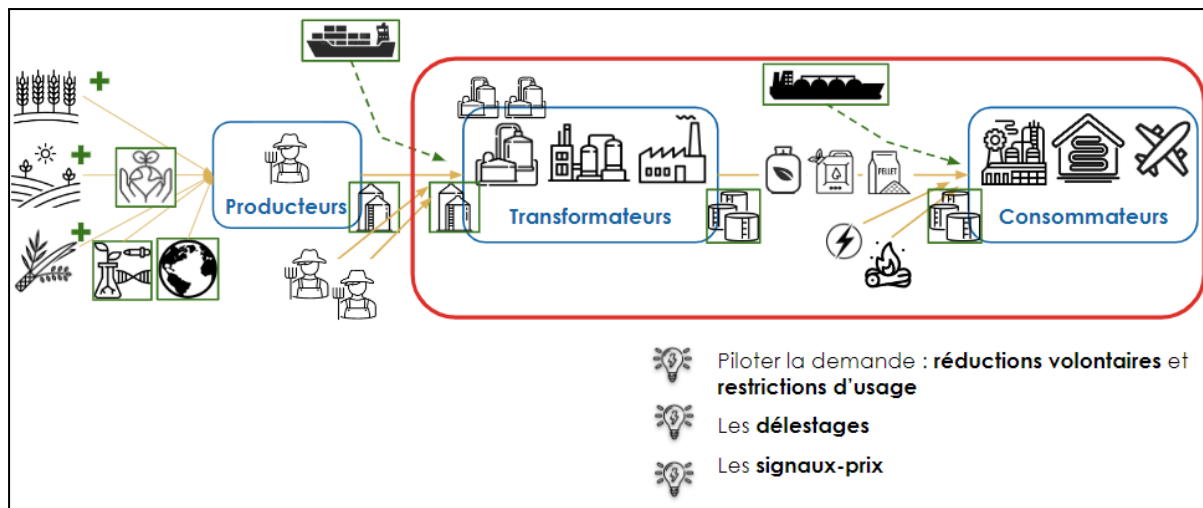 Producteurs
Transformateurs
PELLET
Consommateurs
Piloter la demande : réductions volontaires et
restrictions d'usage
Les délestages
Les signaux-prix